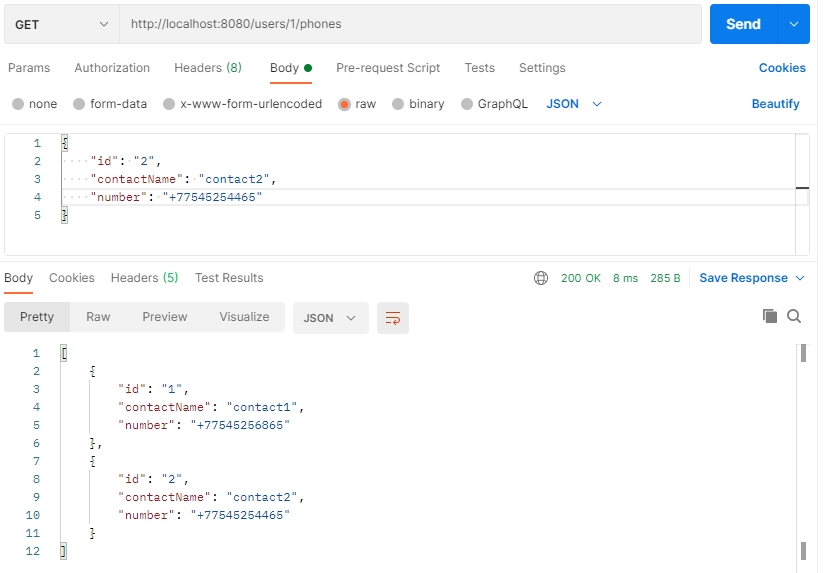 GET http://localhost:8080/users/1/phones Send
Params Authorization Headers (8) Body Pre-request Script Tests Settings Cookies
none form-data x-www-form-urlencoded raw binary GraphQL JSON Beautify
1 {
2 "id": "2",
3 "contactName": "contact2",
4 "number": "+77545254465"
5 }
Body Cookies Headers (5) Test Results 200 OK 8 ms 285 B Save Response
Pretty Raw Preview Visualize JSON
1 [
2 {
3 "id": "1",
4 "contactName": "contact1",
5 "number": "+77545256865"
6 },
7 {
8 "id": "2",
9 "contactName": "contact2",
10 "number": "+77545254465"
11 }
12 ]